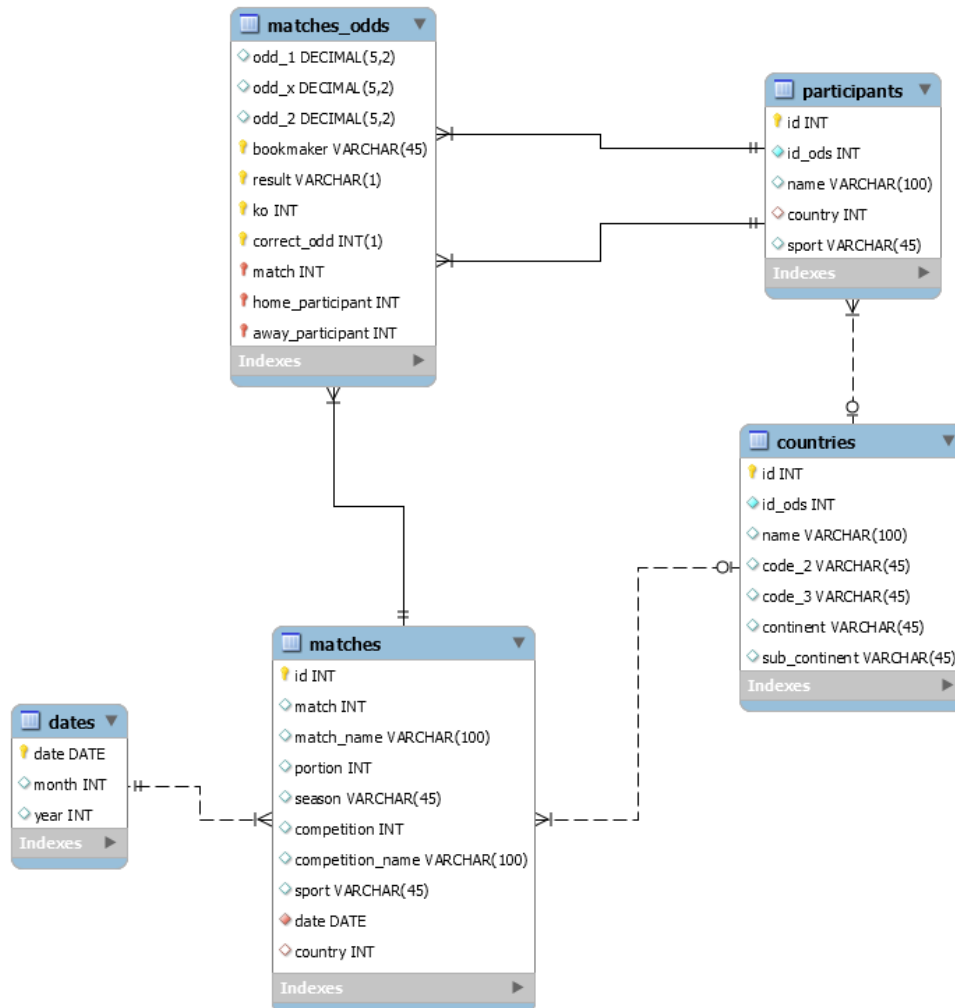 matches_odds
odd_1 DECIMAL(5,2)
odd_x DECIMAL(5,2)
odd_2 DECIMAL(5,2)
bookmaker VARCHAR(45)
result VARCHAR(1)
ko INT
correct_odd INT(1)
match INT
home_participant INT
away_participant INT
Indexes
participants
id INT
id_ods INT
name VARCHAR(100)
country INT
sport VARCHAR(45)
Indexes
countries
id INT
id_ods INT
name VARCHAR(100)
code_2 VARCHAR(45)
code_3 VARCHAR(45)
continent VARCHAR(45)
sub_continent VARCHAR(45)
Indexes
matches
id INT
match INT
match_name VARCHAR(100)
portion INT
season VARCHAR(45)
competition INT
competition_name VARCHAR(100)
sport VARCHAR(45)
date DATE
country INT
Indexes
dates
date DATE
month INT
year INT
Indexes